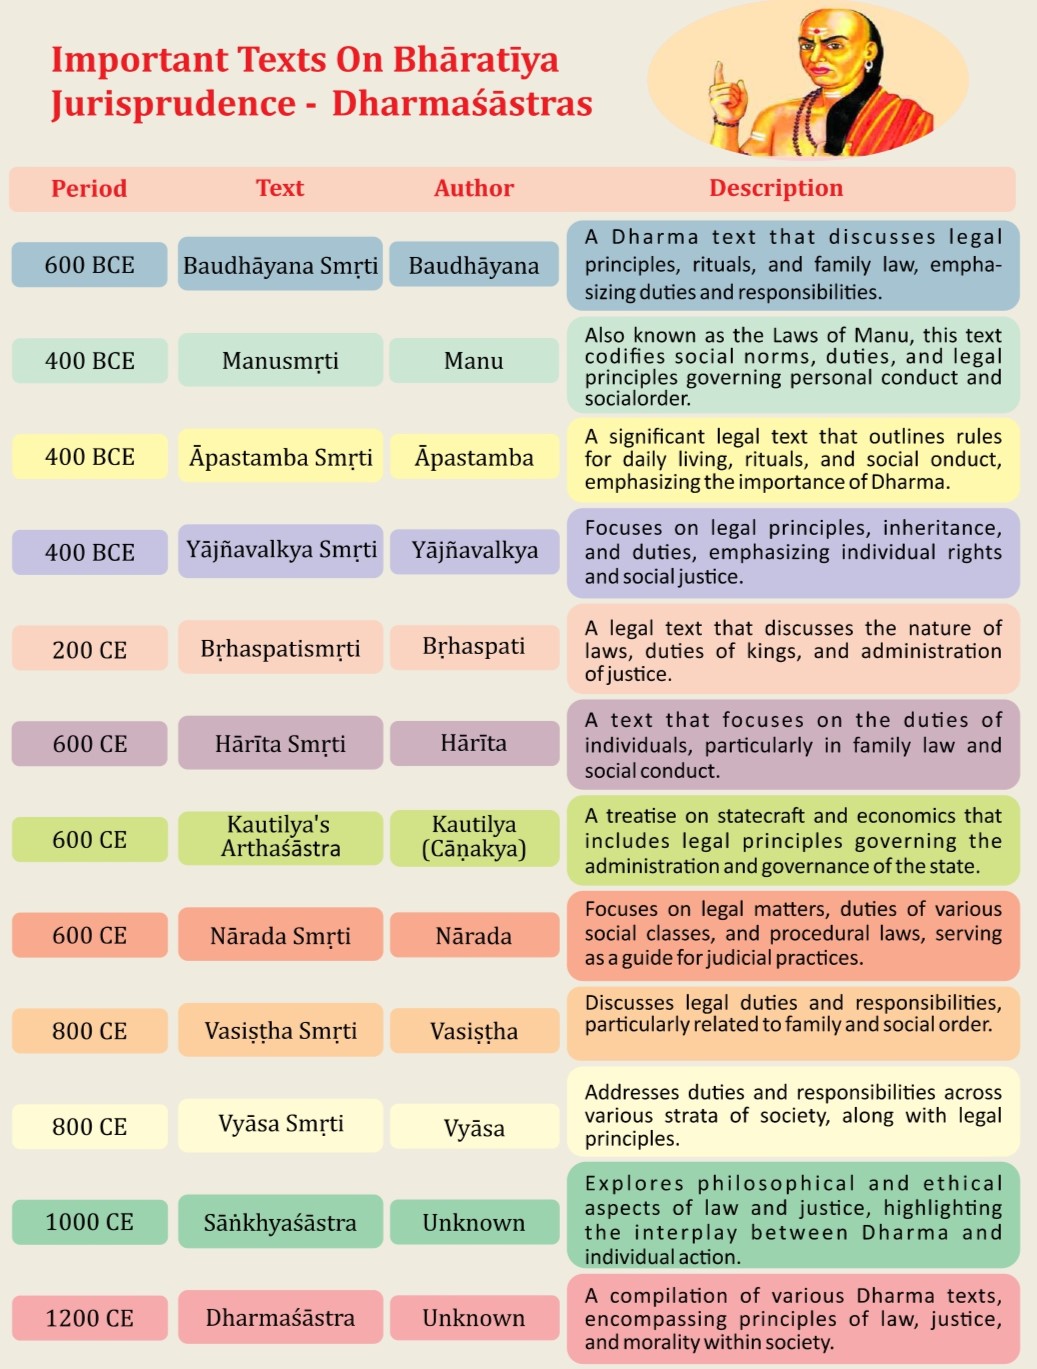 Important Texts On Bhāratīya
Jurisprudence - Dharmaśāstras
Period Text Author Description
600 BCE Baudhāyana Smṛti Baudhāyana
A Dharma text that discusses legal
principles, rituals, and family law, empha-
sizing duties and responsibilities.
400 BCE Manusmṛti Manu
Also known as the Laws of Manu, this text
codifies social norms, duties, and legal
principles governing personal conduct and
socialorder.
400 BCE Āpastamba Smṛti Āpastamba
A significant legal text that outlines rules
for daily living, rituals, and social onduct,
emphasizing the importance of Dharma.
400 BCE Yājñavalkya Smṛti Yājñavalkya
Focuses on legal principles, inheritance,
and duties, emphasizing individual rights
and social justice.
200 CE Bṛhaspatismṛti Bṛhaspati
A legal text that discusses the nature of
laws, duties of kings, and administration
of justice.
600 CE Hārīta Smṛti Hārīta
A text that focuses on the duties of
individuals, particularly in family law and
social conduct.
600 CE
Kautilya's
Arthaśāstra
Kautilya
(Cāṇakya)
A treatise on statecraft and economics that
includes legal principles governing the
administration and governance of the state.
600 CE Nārada Smṛti Nārada
Focuses on legal matters, duties of various
social classes, and procedural laws, serving
as a guide for judicial practices.
800 CE Vasiṣṭha Smṛti Vasiṣṭha
Discusses legal duties and responsibilities,
particularly related to family and social order.
800 CE Vyāsa Smṛti Vyāsa
Addresses duties and responsibilities across
various strata of society, along with legal
principles.
1000 CE Sāṅkhyaśāstra Unknown
Explores philosophical and ethical
aspects of law and justice, highlighting
the interplay between Dharma and
individual action.
1200 CE Dharmaśāstra Unknown
A compilation of various Dharma texts,
encompassing principles of law, justice,
and morality within society.